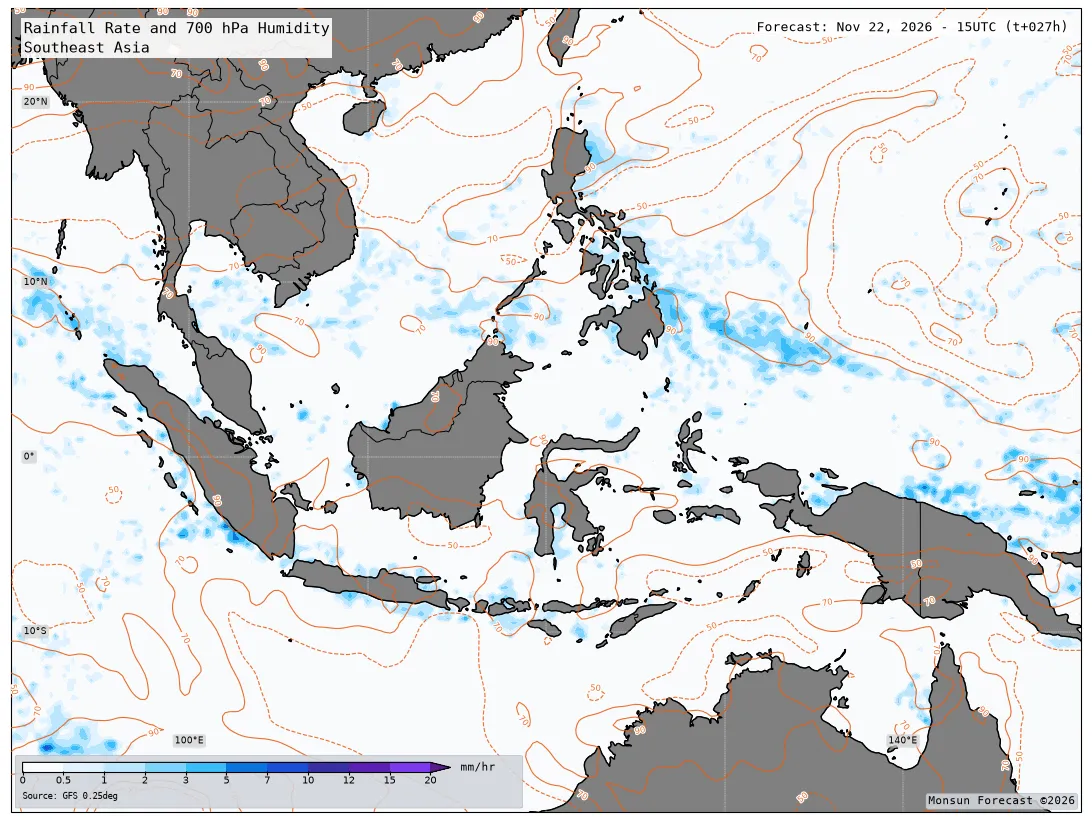 Rainfall Rate and 700 hPa Humidity
Southeast Asia
Forecast: Nov 22, 2026 - 15UTC (t+027h)
20°N
10°N
0°
10°S
100°E
140°E
0 0.5 1 2 3 5 7 10 12 15 20 mm/hr
Source: GFS 0.25deg
Monsun Forecast ©2026